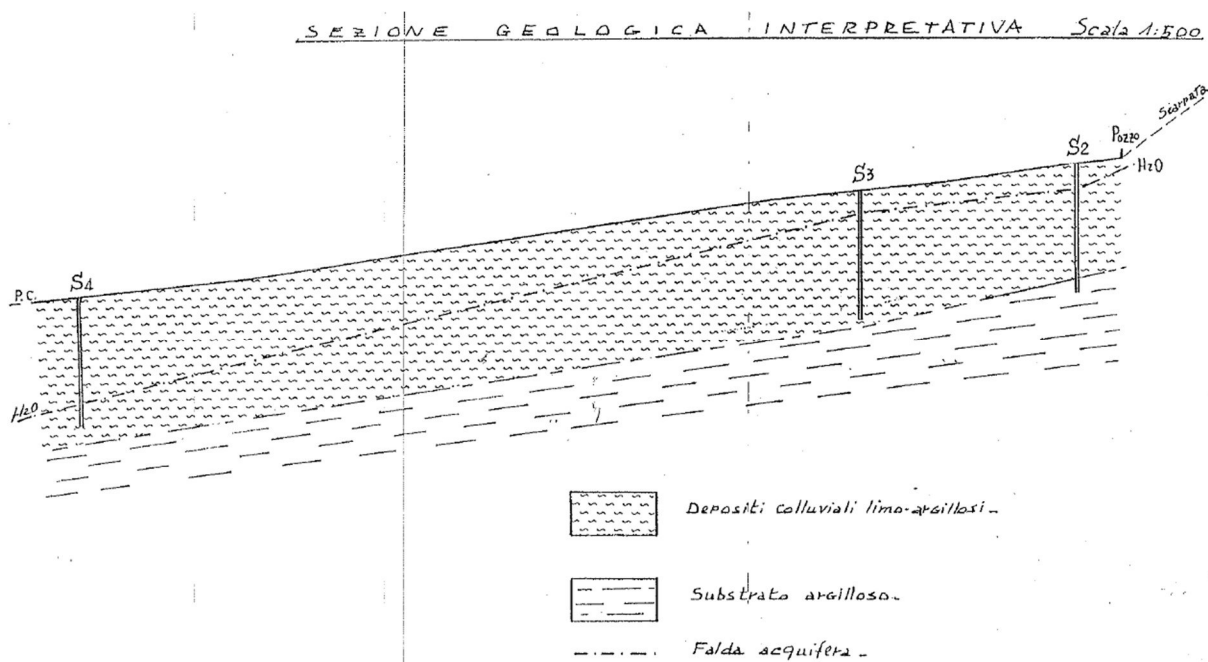 SEZIONE GEOLOGICA INTERPRETATIVA Scala 1:500
Scarpata
Pozzo
S2
H2O
S3
S4
P.C.
H2O
Depositi colluviali limo-argillosi-
Substrato argilloso-
Falda acquifera-